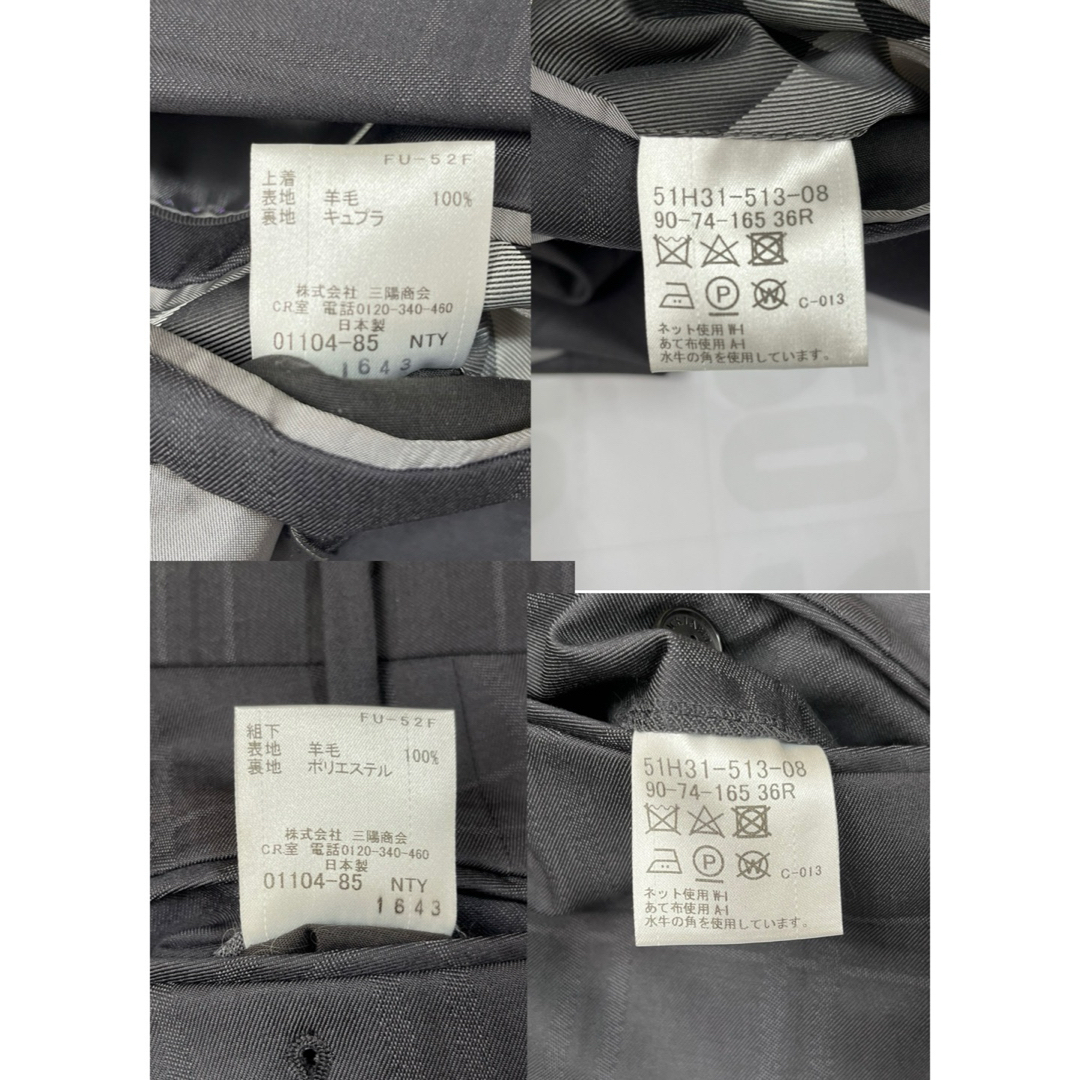 FU-52F
上着
表地 羊毛 100%
裏地 キュプラ
株式会社 三陽商会
CR室 電話0120-340-460
日本製
01104-85 NTY
1643
51H31-513-08
90-74-165 36R
P W C-013
ネット使用 W-I
あて布使用 A-I
水牛の角を使用しています。
FU-52F
組下
表地 羊毛 100%
裏地 ポリエステル
株式会社 三陽商会
CR室 電話0120-340-460
日本製
01104-85 NTY
1643
51H31-513-08
90-74-165 36R
P W C-013
ネット使用 W-I
あて布使用 A-I
水牛の角を使用しています。